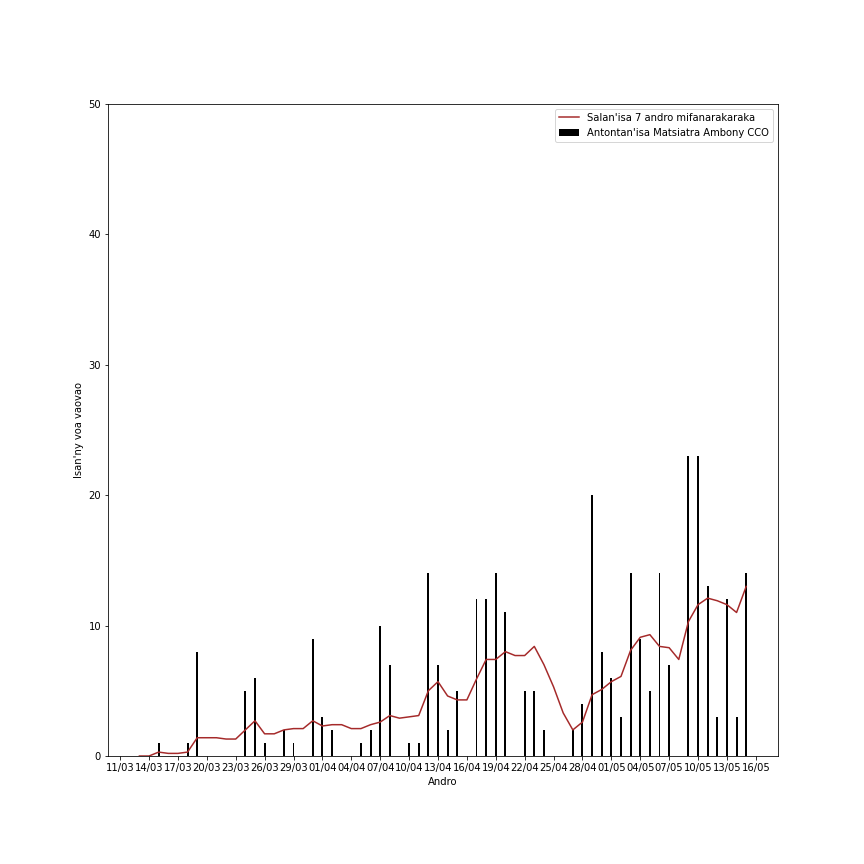 Salan'isa 7 andro mifanarakaraka
Antontan'isa Matsiatra Ambony CCO
50
40
30
20
10
0
Isan'ny voa vaovao
11/03 14/03 17/03 20/03 23/03 26/03 29/03 01/04 04/04 07/04 10/04 13/04 16/04 19/04 22/04 25/04 28/04 01/05 04/05 07/05 10/05 13/05 16/05
Andro